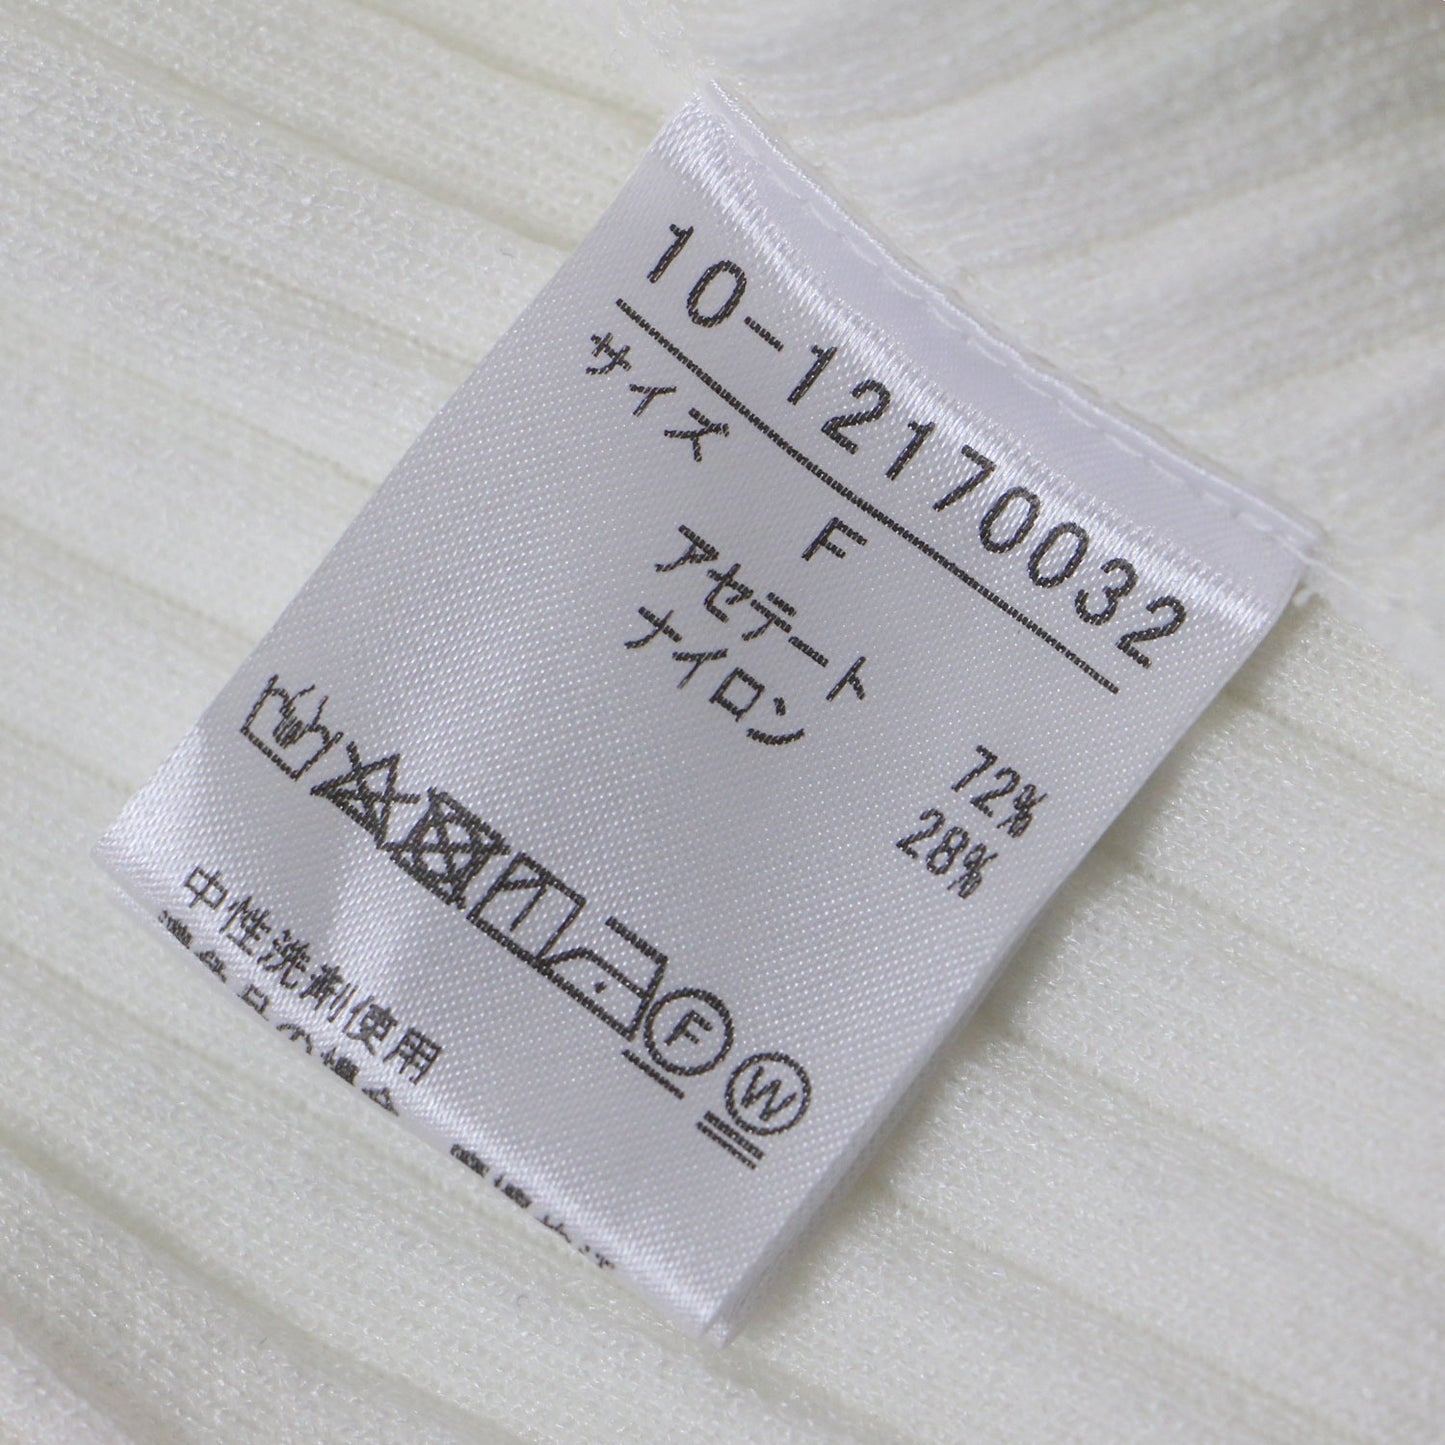 10-12170032
サイズ F
アセテート 72%
ナイロン 28%
F W
中性洗剤使用